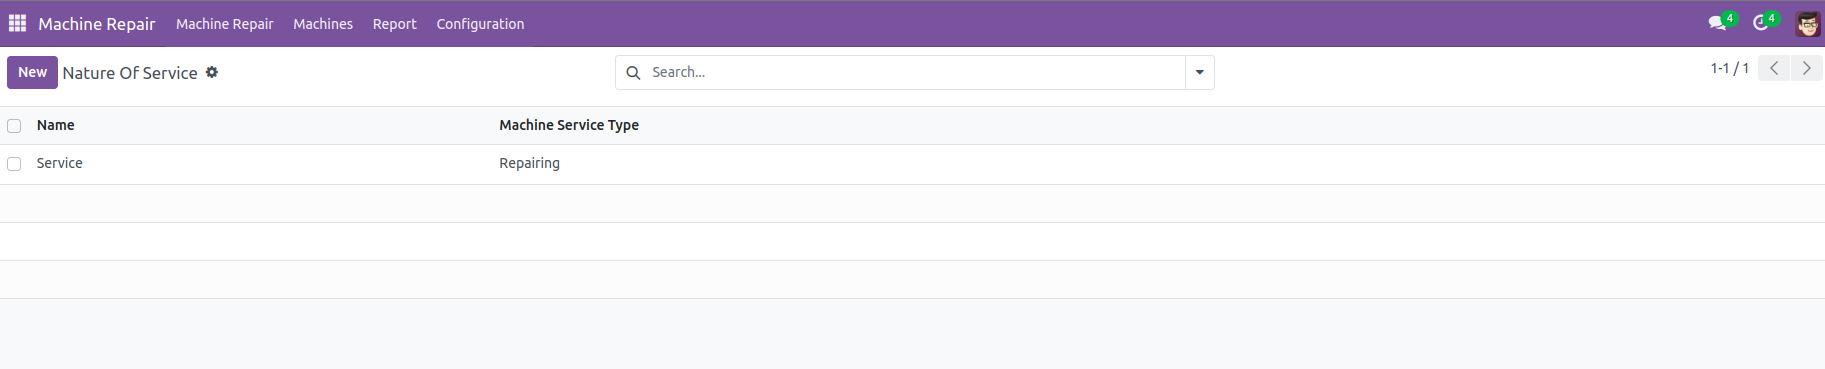 Machine Repair Machine Repair Machines Report Configuration 4 4
New Nature Of Service Search... 1-1 / 1
Name Machine Service Type
Service Repairing